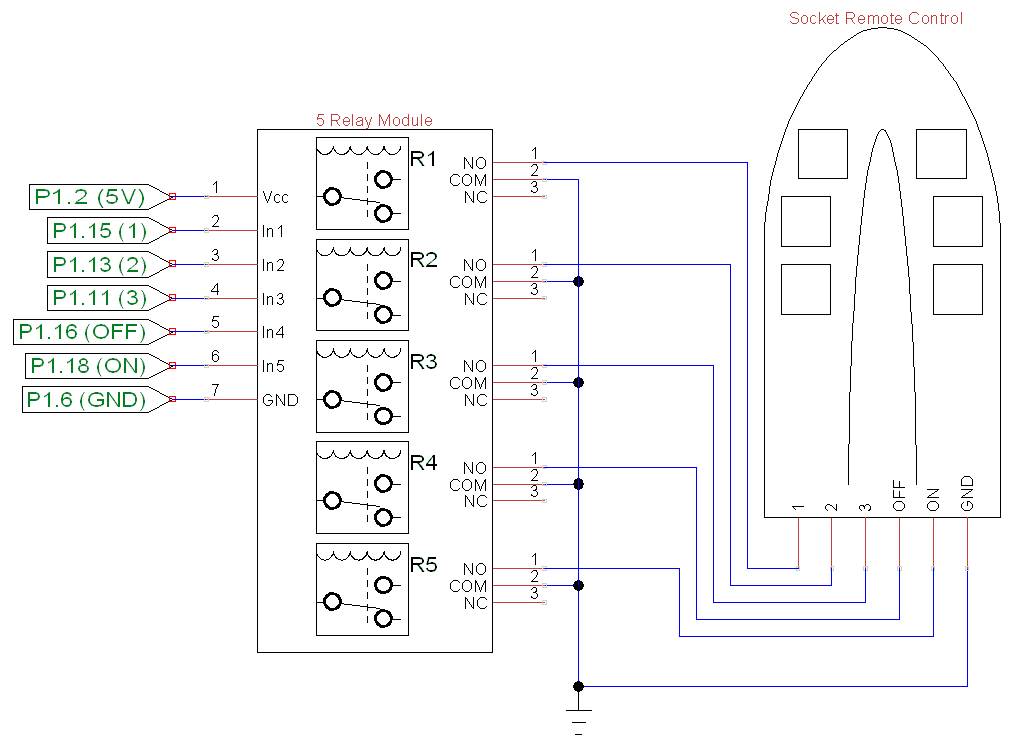 Socket Remote Control
5 Relay Module
P1.2 (5V) 1 Vcc
P1.15 (1) 2 In1
P1.13 (2) 3 In2
P1.11 (3) 4 In3
P1.16 (OFF) 5 In4
P1.18 (ON) 6 In5
P1.6 (GND) 7 GND
R1
NO 1
COM 2
NC 3
R2
NO 1
COM 2
NC 3
R3
NO 1
COM 2
NC 3
R4
NO 1
COM 2
NC 3
R5
NO 1
COM 2
NC 3
1
2
3
OFF
ON
GND